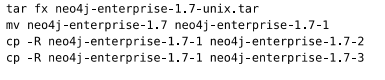 tar fx neo4j-enterprise-1.7-unix.tar
mv neo4j-enterprise-1.7 neo4j-enterprise-1.7-1
cp -R neo4j-enterprise-1.7-1 neo4j-enterprise-1.7-2
cp -R neo4j-enterprise-1.7-1 neo4j-enterprise-1.7-3